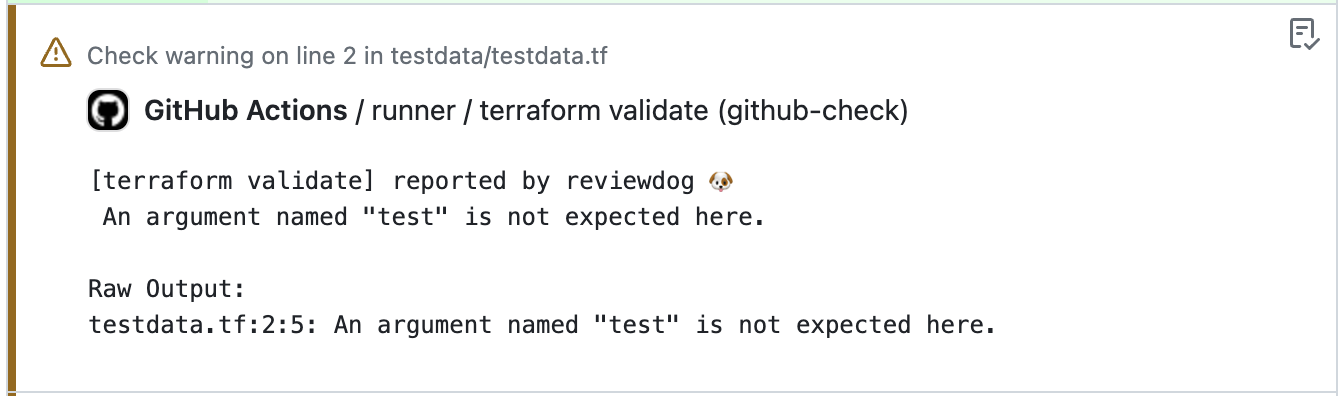 Check warning on line 2 in testdata/testdata.tf
GitHub Actions / runner / terraform validate (github-check)
[terraform validate] reported by reviewdog 🐶
An argument named "test" is not expected here.
Raw Output:
testdata.tf:2:5: An argument named "test" is not expected here.